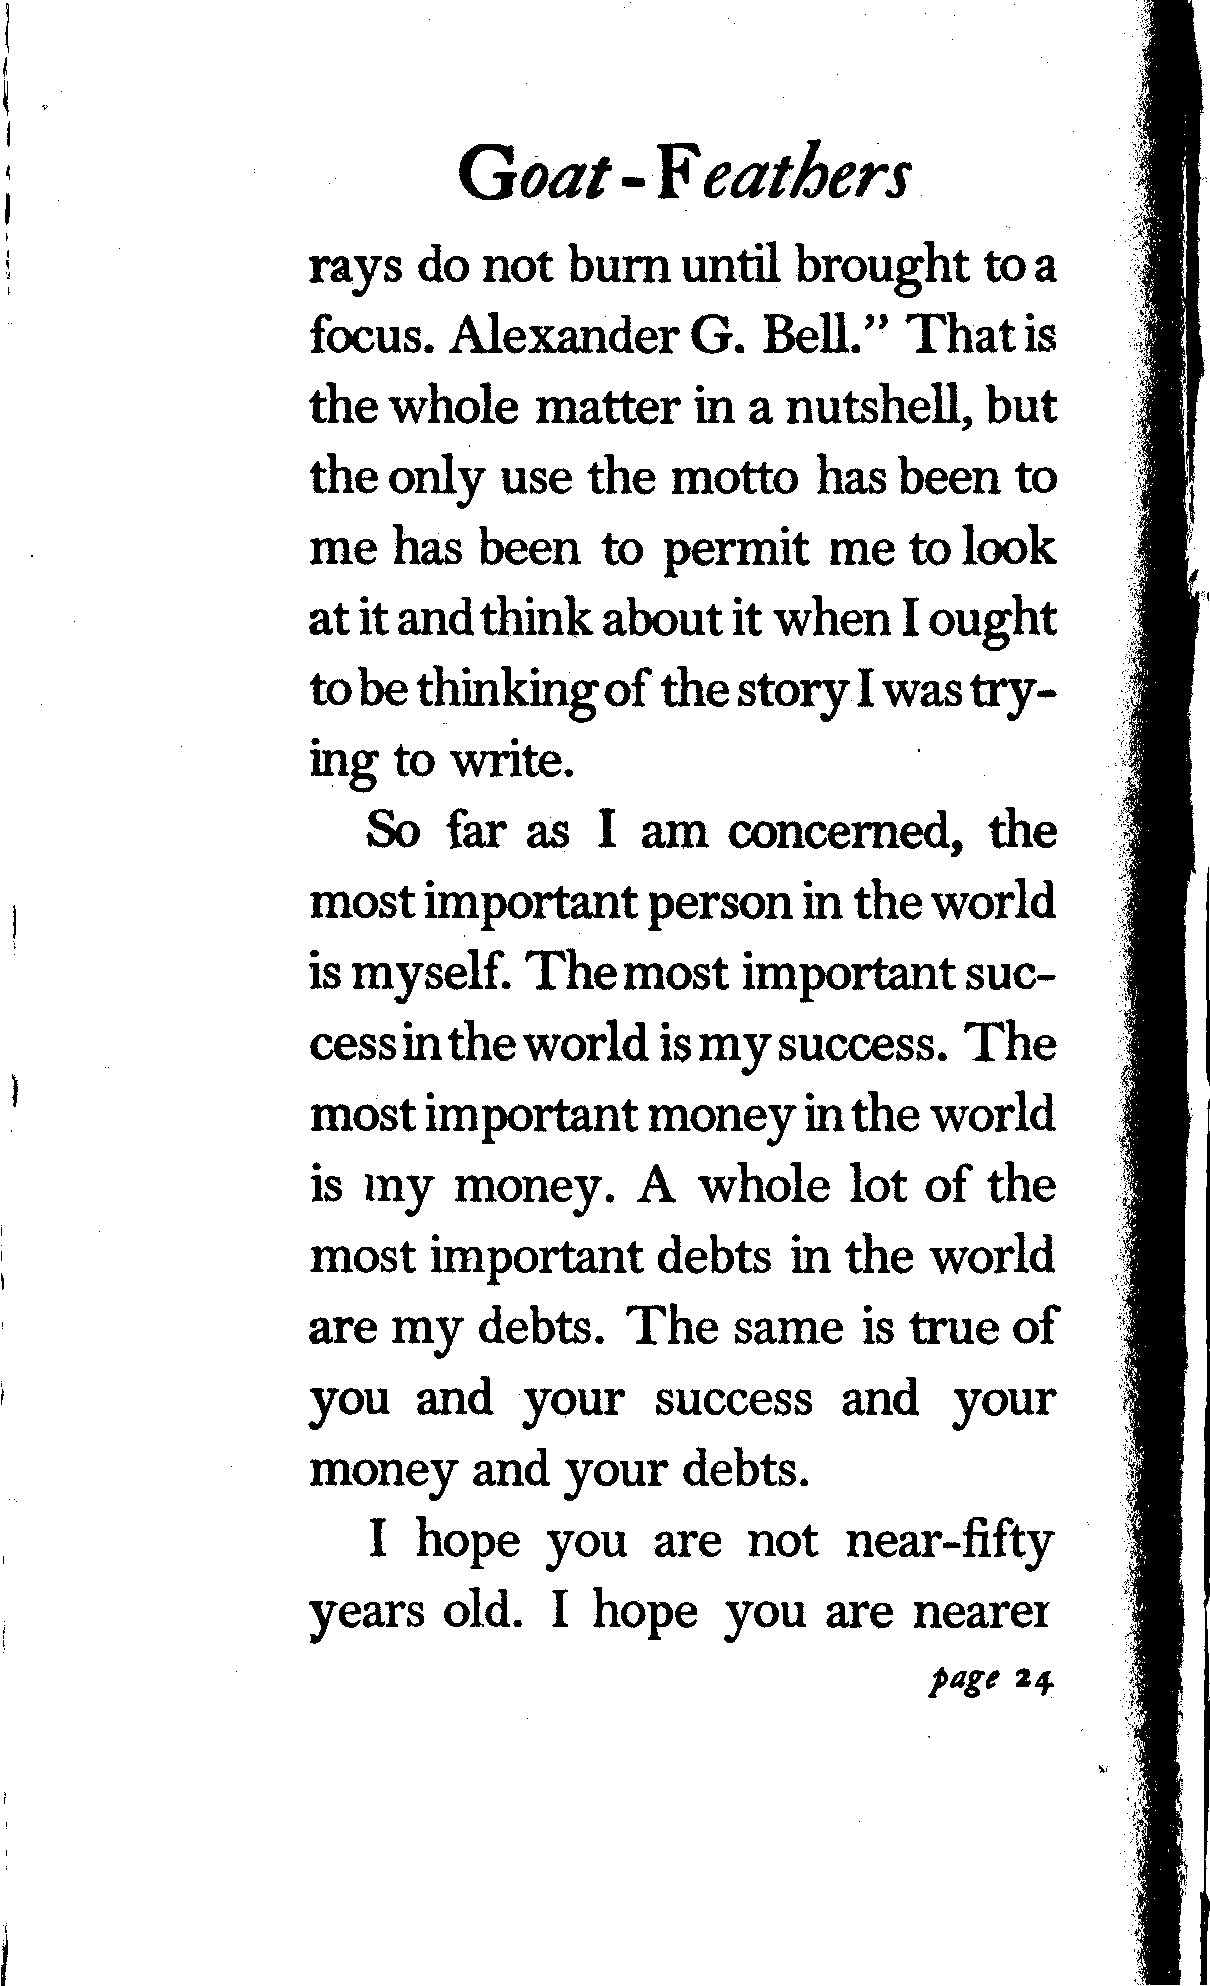 Goat-Feathers
rays do not burn until brought to a
focus. Alexander G. Bell.” That is
the whole matter in a nutshell, but
the only use the motto has been to
me has been to permit me to look
at it and think about it when I ought
to be thinking of the story I was try-
ing to write.
So far as I am concerned, the
most important person in the world
is myself. The most important suc-
cess in the world is my success. The
most important money in the world
is my money. A whole lot of the
most important debts in the world
are my debts. The same is true of
you and your success and your
money and your debts.
I hope you are not near-fifty
years old. I hope you are nearer
page 24